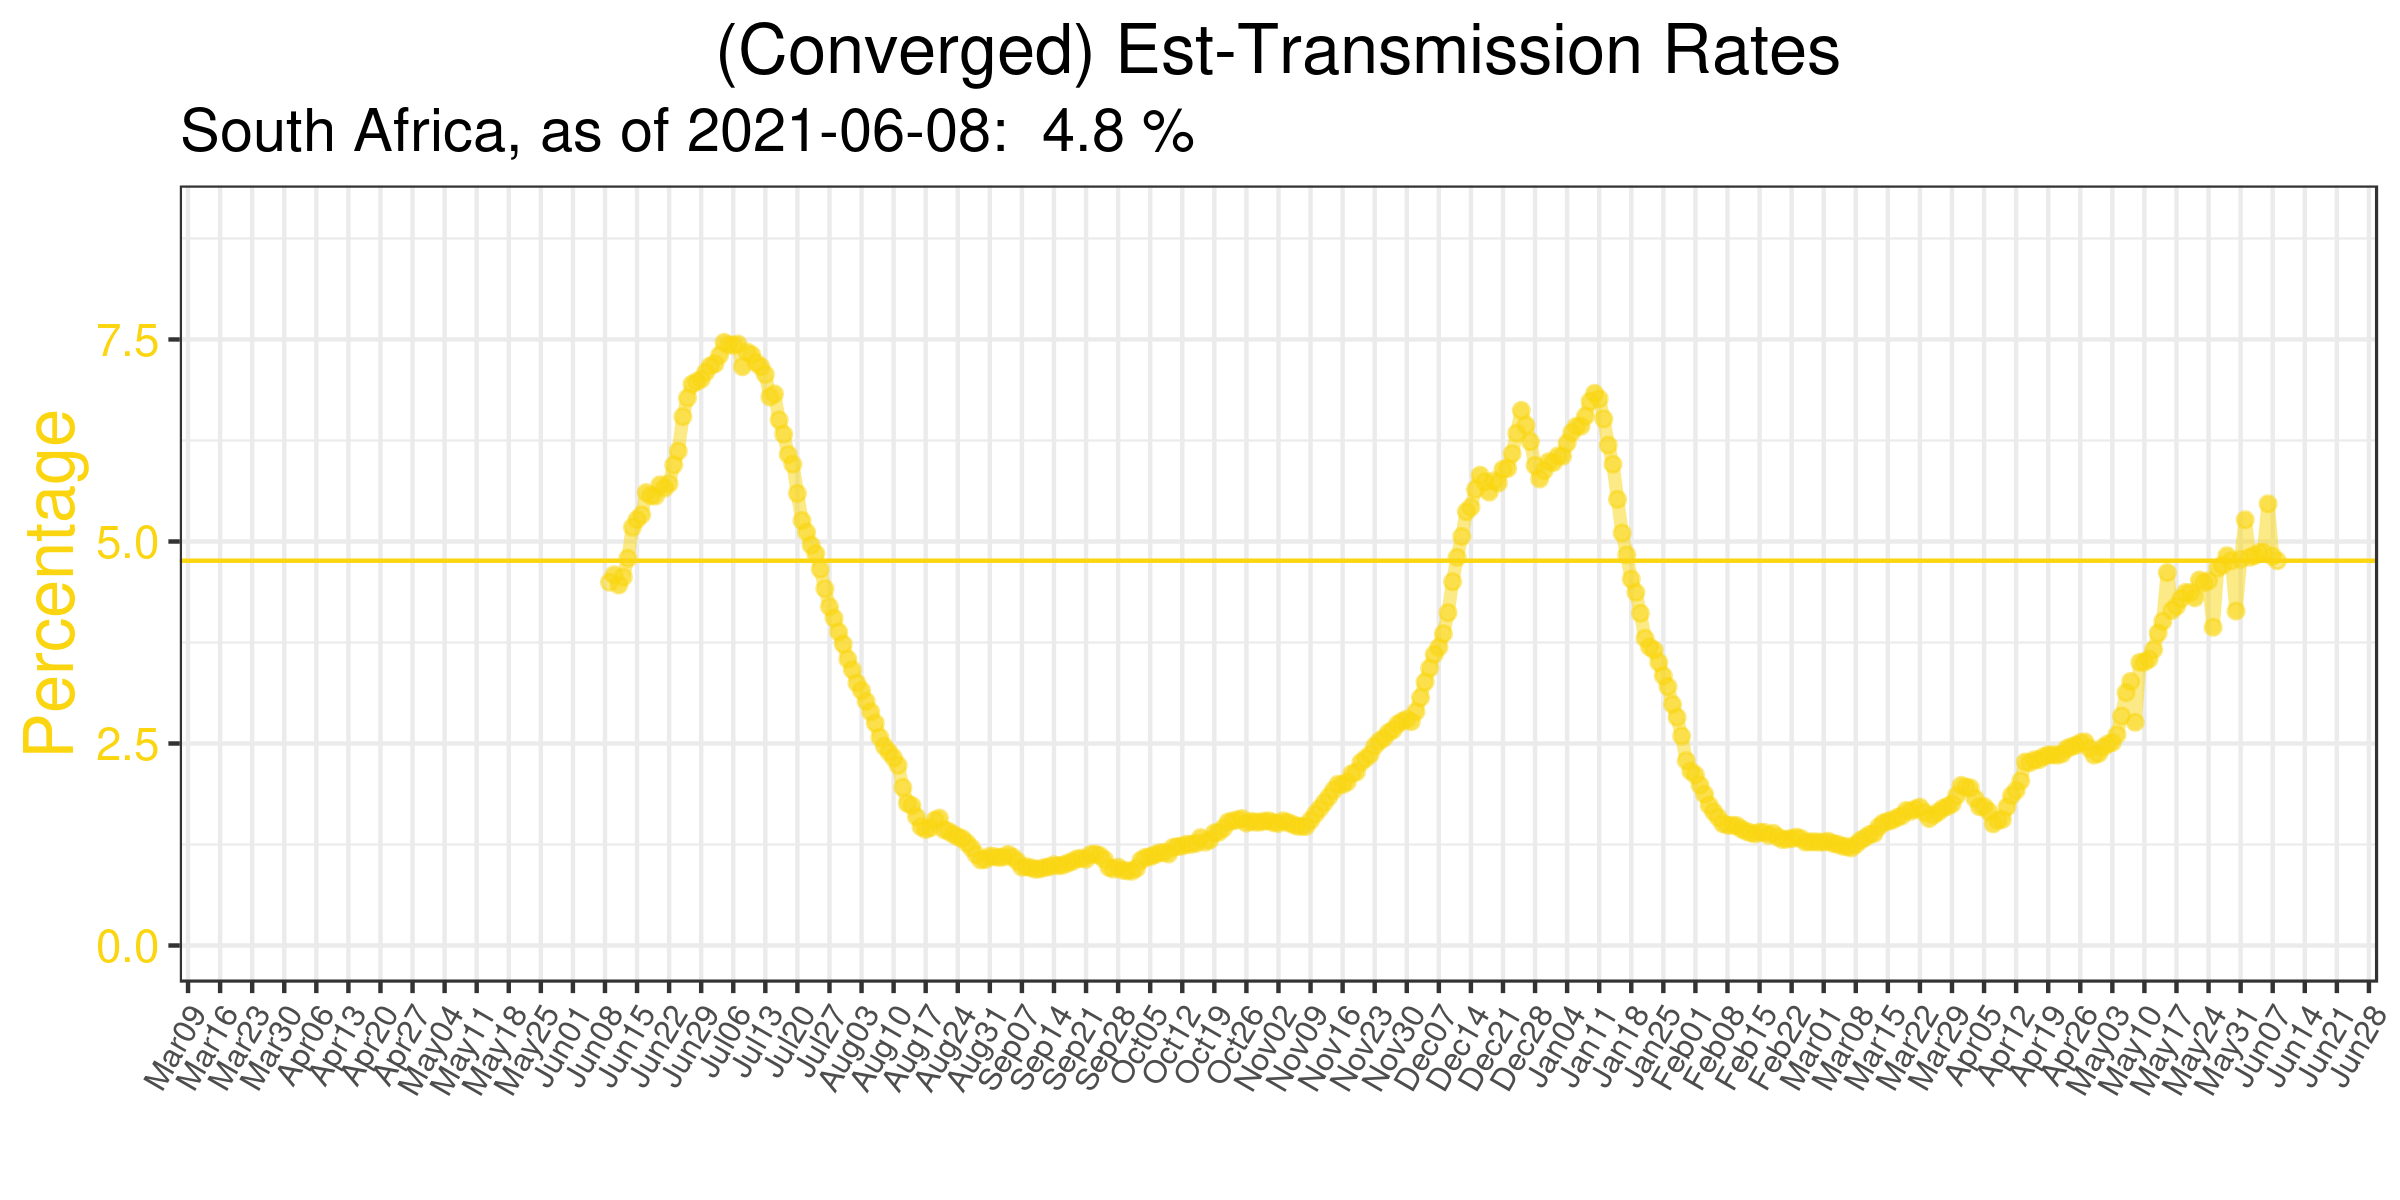 (Converged) Est-Transmission Rates
South Africa, as of 2021-06-08:  4.8 %
Percentage
7.5
5.0
2.5
0.0
Mar09
Mar16
Mar23
Mar30
Apr06
Apr13
Apr20
Apr27
May04
May11
May18
May25
Jun01
Jun08
Jun15
Jun22
Jun29
Jul06
Jul13
Jul20
Jul27
Aug03
Aug10
Aug17
Aug24
Aug31
Sep07
Sep14
Sep21
Sep28
Oct05
Oct12
Oct19
Oct26
Nov02
Nov09
Nov16
Nov23
Nov30
Dec07
Dec14
Dec21
Dec28
Jan04
Jan11
Jan18
Jan25
Feb01
Feb08
Feb15
Feb22
Mar01
Mar08
Mar15
Mar22
Mar29
Apr05
Apr12
Apr19
Apr26
May03
May10
May17
May24
May31
Jun07
Jun14
Jun21
Jun28